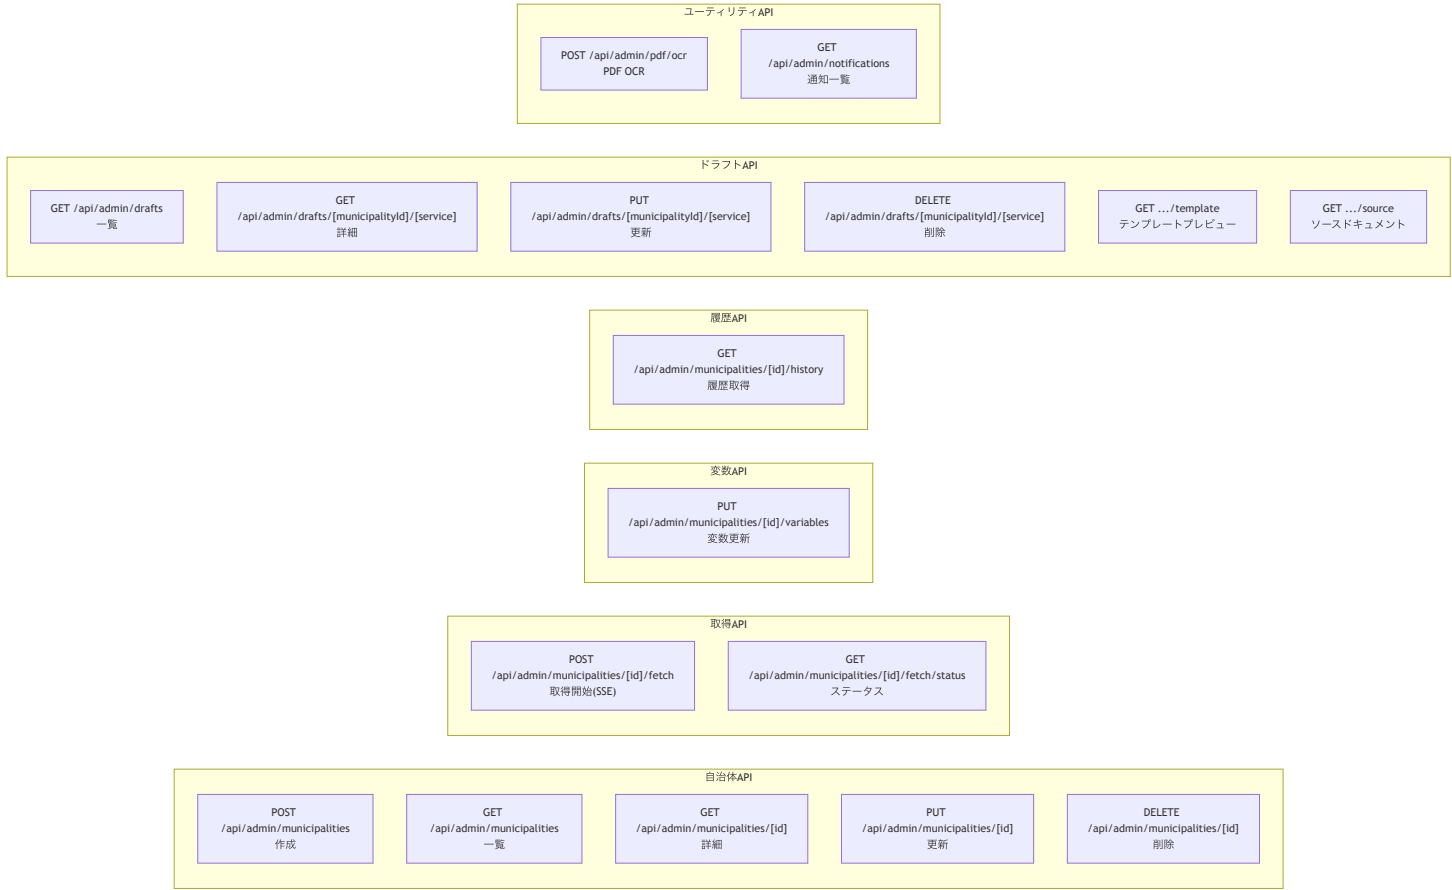 ユーティリティAPI
POST /api/admin/pdf/ocr
PDF OCR
GET
/api/admin/notifications
通知一覧
ドラフトAPI
GET /api/admin/drafts
一覧
GET
/api/admin/drafts/[municipalityId]/[service]
詳細
PUT
/api/admin/drafts/[municipalityId]/[service]
更新
DELETE
/api/admin/drafts/[municipalityId]/[service]
削除
GET .../template
テンプレートプレビュー
GET .../source
ソースドキュメント
履歴API
GET
/api/admin/municipalities/[id]/history
履歴取得
変数API
PUT
/api/admin/municipalities/[id]/variables
変数更新
取得API
POST
/api/admin/municipalities/[id]/fetch
取得開始(SSE)
GET
/api/admin/municipalities/[id]/fetch/status
ステータス
自治体API
POST
/api/admin/municipalities
作成
GET
/api/admin/municipalities
一覧
GET
/api/admin/municipalities/[id]
詳細
PUT
/api/admin/municipalities/[id]
更新
DELETE
/api/admin/municipalities/[id]
削除